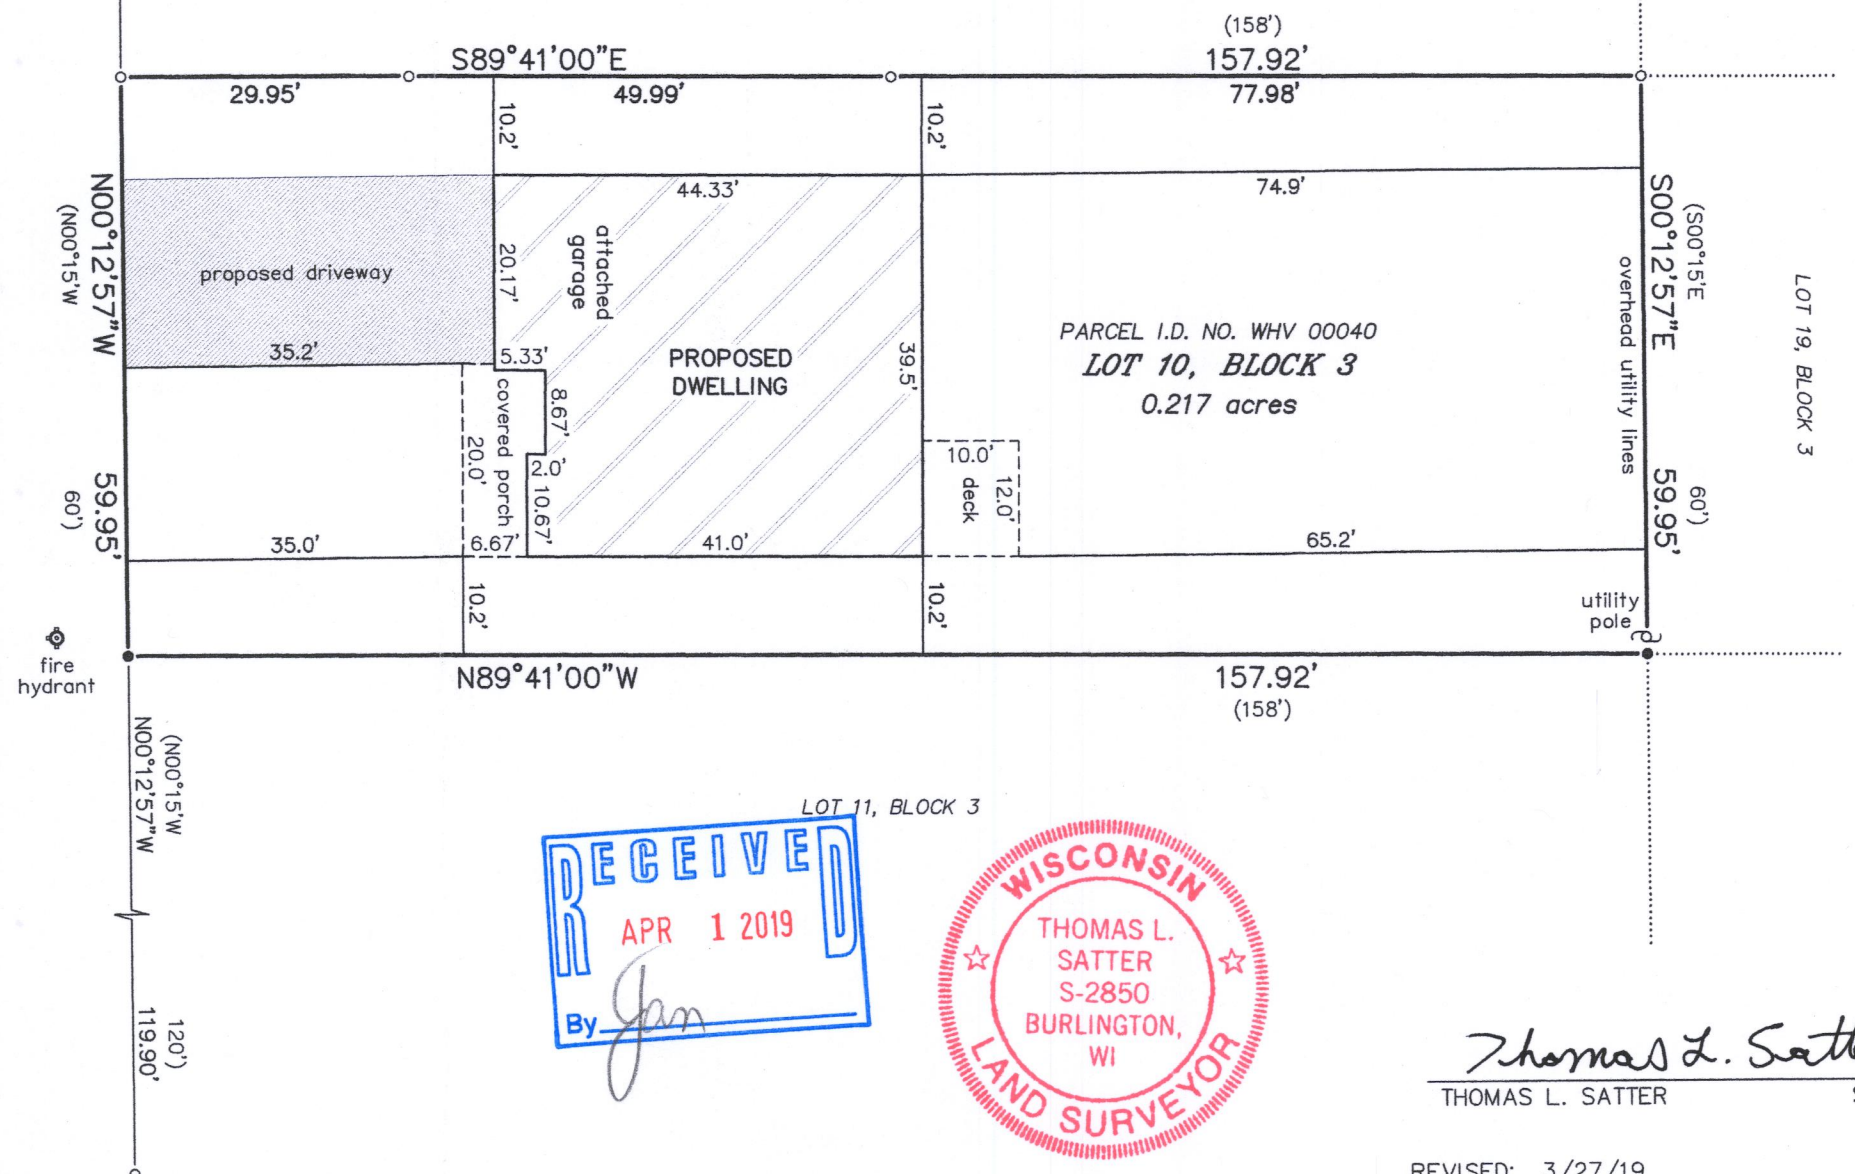 (158')
S89°41'00"E
157.92'
29.95'
49.99'
77.98'
10.2'
10.2'
44.33'
74.9'
N00°12'57"W
(N00°15'W
59.95'
60')
proposed driveway
20.17'
attached
garage
35.2'
5.33'
covered porch
8.67'
20.0'
2.0'
10.67'
PROPOSED
DWELLING
39.5'
PARCEL I.D. NO. WHV 00040
LOT 10, BLOCK 3
0.217 acres
overhead utility lines
S00°12'57"E
(S00°15'E
59.95'
60')
LOT 19, BLOCK 3
10.0'
deck
12.0'
35.0'
6.67'
41.0'
65.2'
10.2'
10.2'
utility
pole
fire
hydrant
N89°41'00"W
157.92'
(158')
(N00°15'W
N00°12'57"W
120')
119.90'
LOT 11, BLOCK 3
RECEIVED
APR 1 2019
By Jan
WISCONSIN
THOMAS L.
SATTER
S-2850
BURLINGTON,
WI
LAND SURVEYOR
Thomas L. Satt
THOMAS L. SATTER
REVISED: 3/27/19